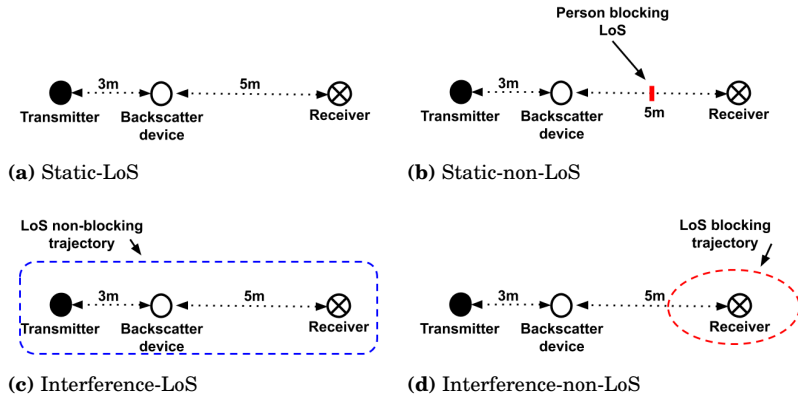 3m
5m
Transmitter
Backscatter
device
Receiver
(a) Static-LoS
Person blocking
LoS
3m
5m
Transmitter
Backscatter
device
Receiver
(b) Static-non-LoS
LoS non-blocking
trajectory
3m
5m
Transmitter
Backscatter
device
Receiver
(c) Interference-LoS
LoS blocking
trajectory
3m
5m
Transmitter
Backscatter
device
Receiver
(d) Interference-non-LoS